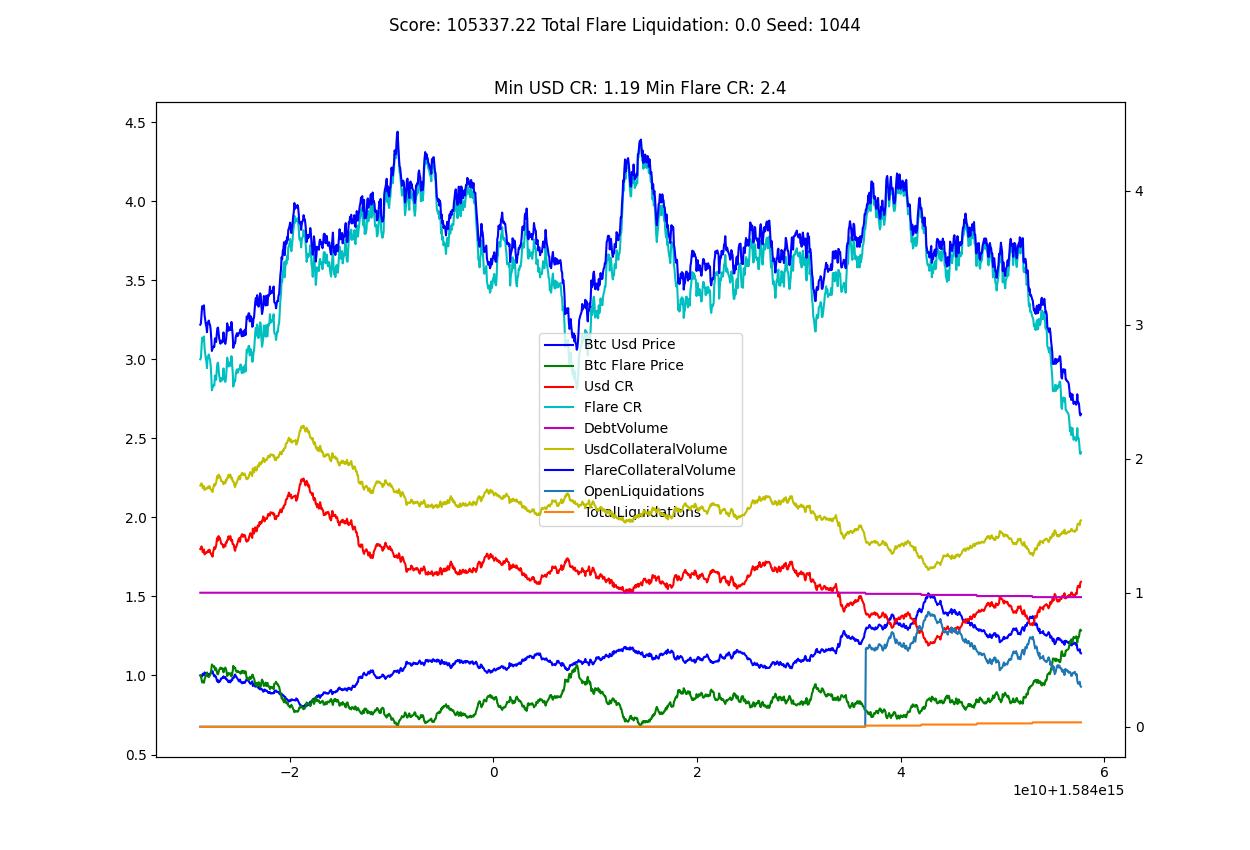 Score: 105337.22 Total Flare Liquidation: 0.0 Seed: 1044
Min USD CR: 1.19 Min Flare CR: 2.4
4.5
4.0
3.5
3.0
2.5
2.0
1.5
1.0
0.5
4
3
2
1
0
Btc Usd Price
Btc Flare Price
Usd CR
Flare CR
DebtVolume
UsdCollateralVolume
FlareCollateralVolume
OpenLiquidations
TotalLiquidations
−2
0
2
4
6
1e10+1.584e15